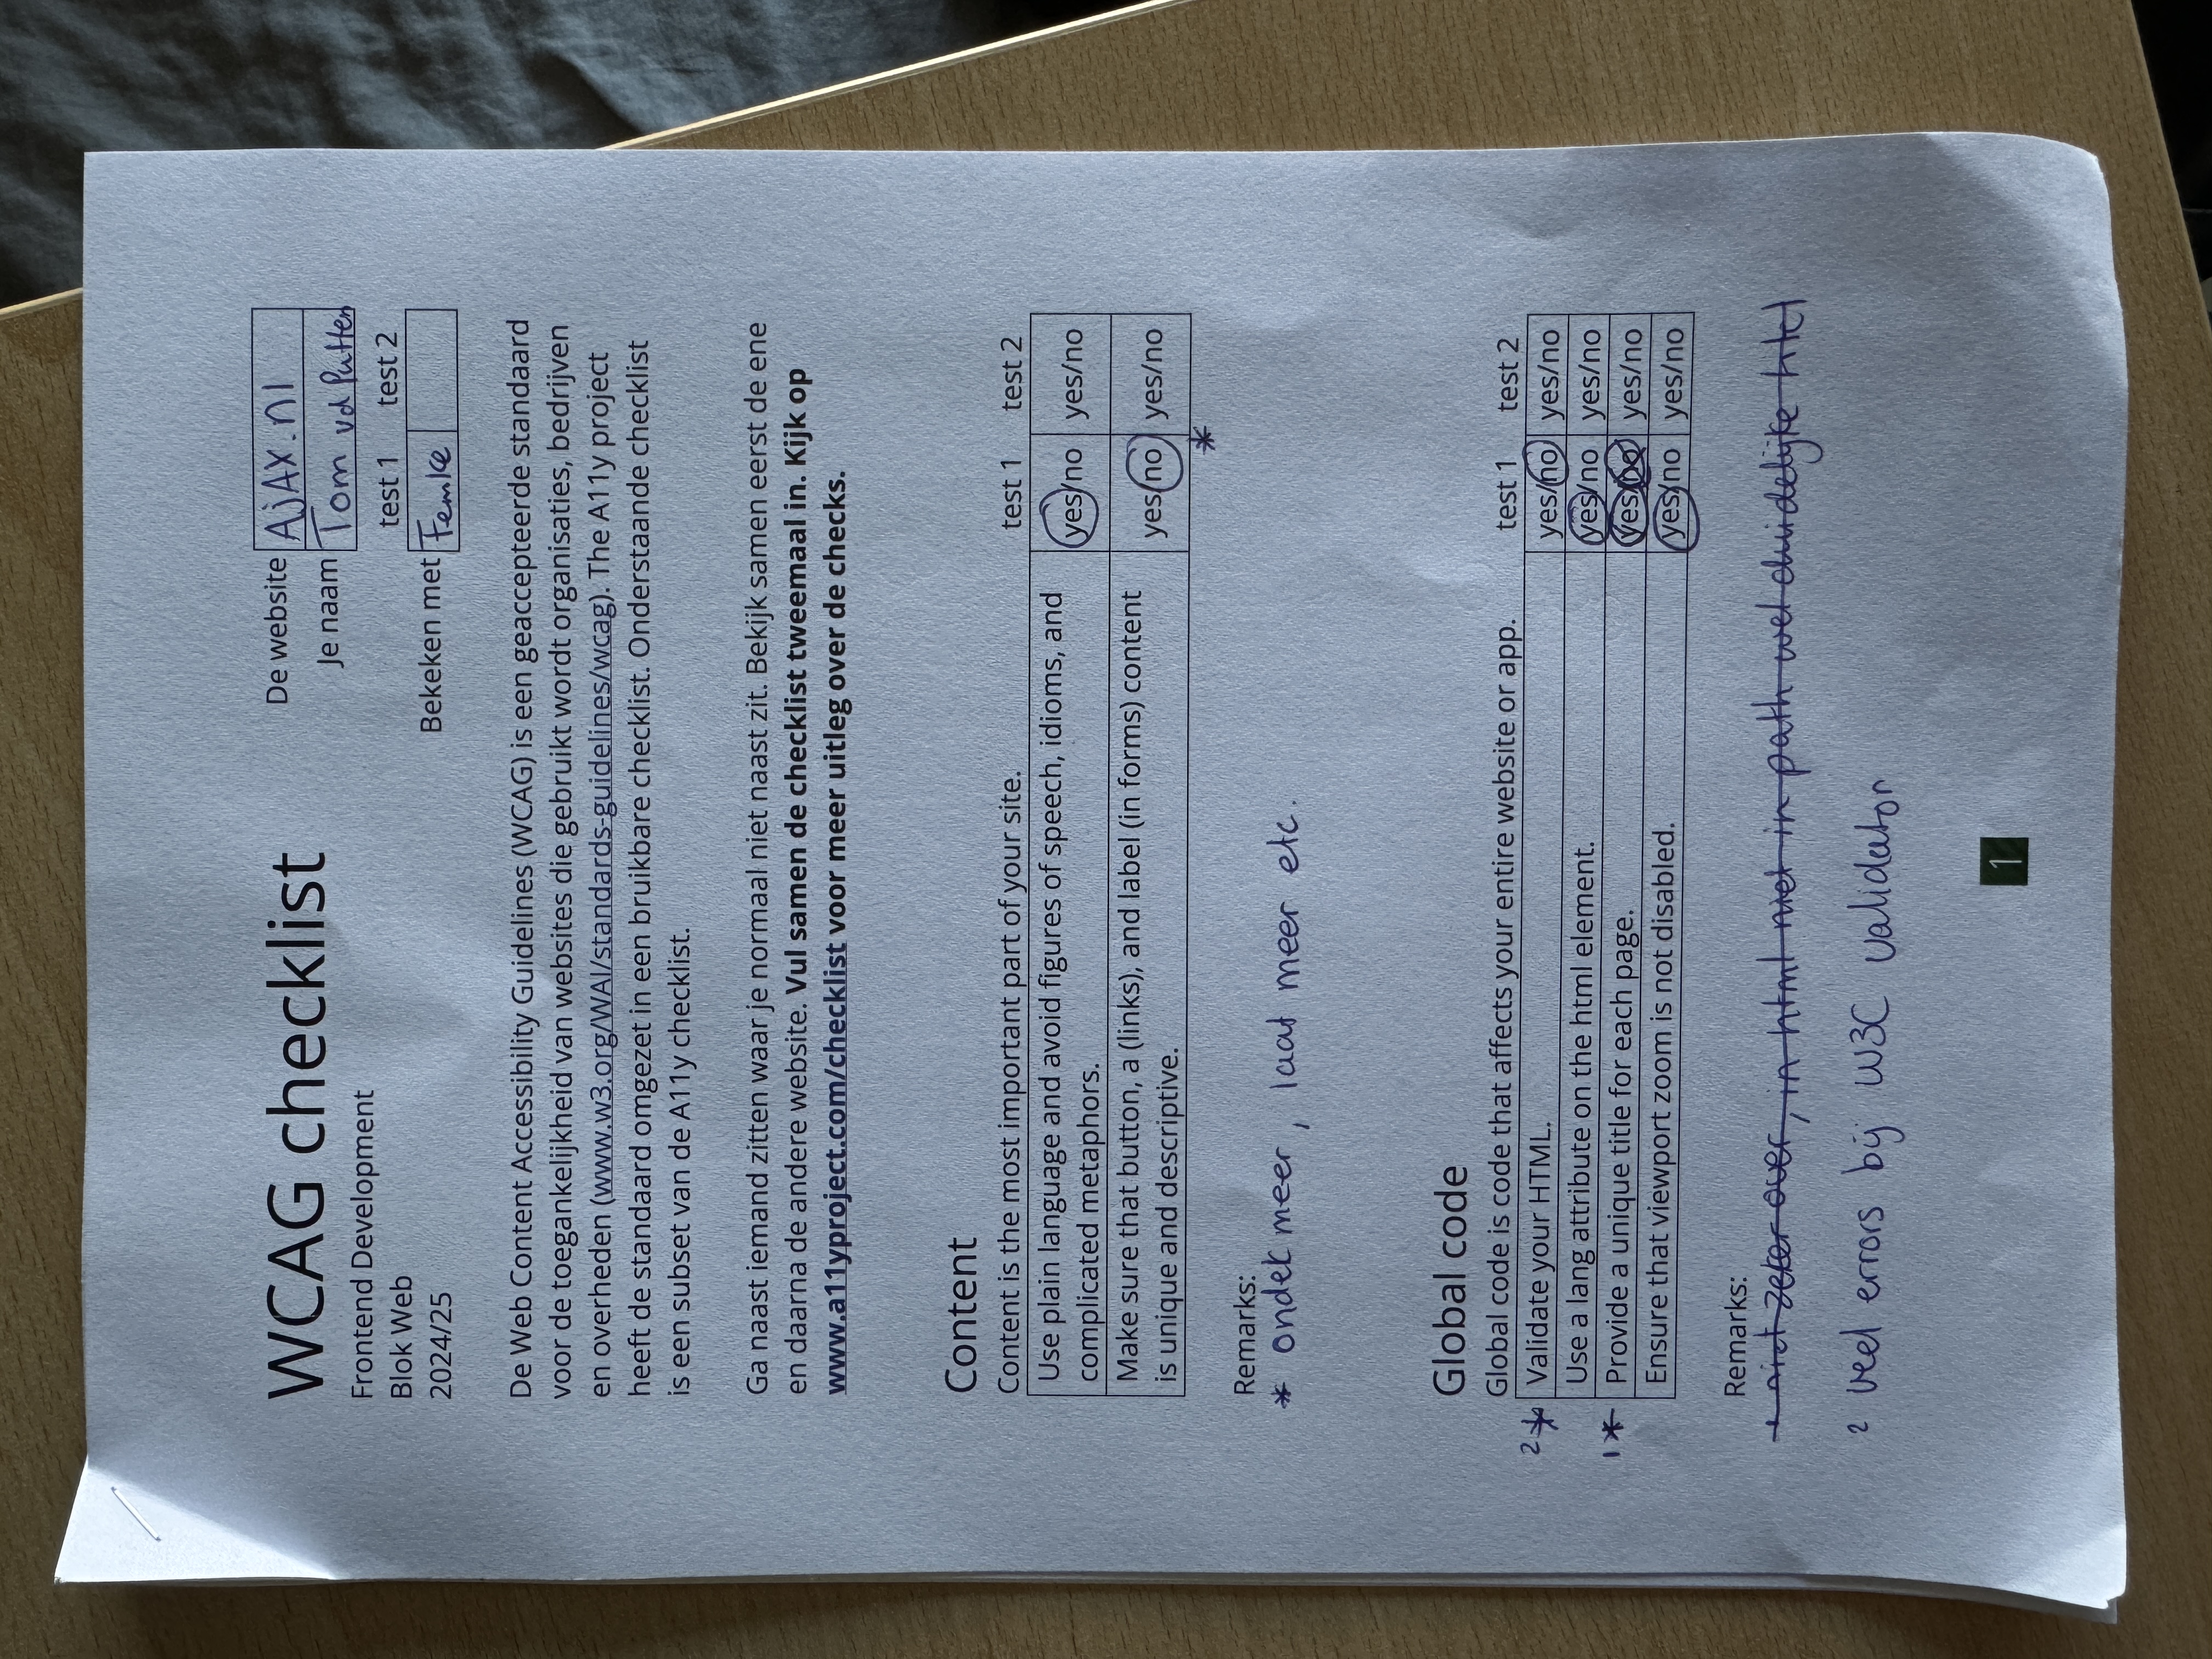 WCAG checklist
Frontend Development
Blok Web
2024/25
De website AjAX.nl
Je naam Tom vd Putten
test 1 test 2
Bekeken met Femke
De Web Content Accessibility Guidelines (WCAG) is een geaccepteerde standaard
voor de toegankelijkheid van websites die gebruikt wordt organisaties, bedrijven
en overheden (www.w3.org/WAI/standards-guidelines/wcag). The A11y project
heeft de standaard omgezet in een bruikbare checklist. Onderstaande checklist
is een subset van de A11y checklist.
Ga naast iemand zitten waar je normaal niet naast zit. Bekijk samen eerst de ene
en daarna de andere website. Vul samen de checklist tweemaal in. Kijk op
www.a11yproject.com/checklist voor meer uitleg over de checks.
Content
Content is the most important part of your site. test 1 test 2
Use plain language and avoid figures of speech, idioms, and
complicated metaphors. yes/no yes/no
Make sure that button, a (links), and label (in forms) content
is unique and descriptive. yes/no yes/no
*
Remarks:
* ondek meer, laat meer etc.
Global code
Global code is code that affects your entire website or app. test 1 test 2
2* Validate your HTML. yes/no yes/no
Use a lang attribute on the html element. yes/no yes/no
1* Provide a unique title for each page. yes/no yes/no
Ensure that viewport zoom is not disabled. yes/no yes/no
Remarks:
1 niet zeker over, in html niet in path wel duidelijke titel
2 veel errors bij W3C validator
1